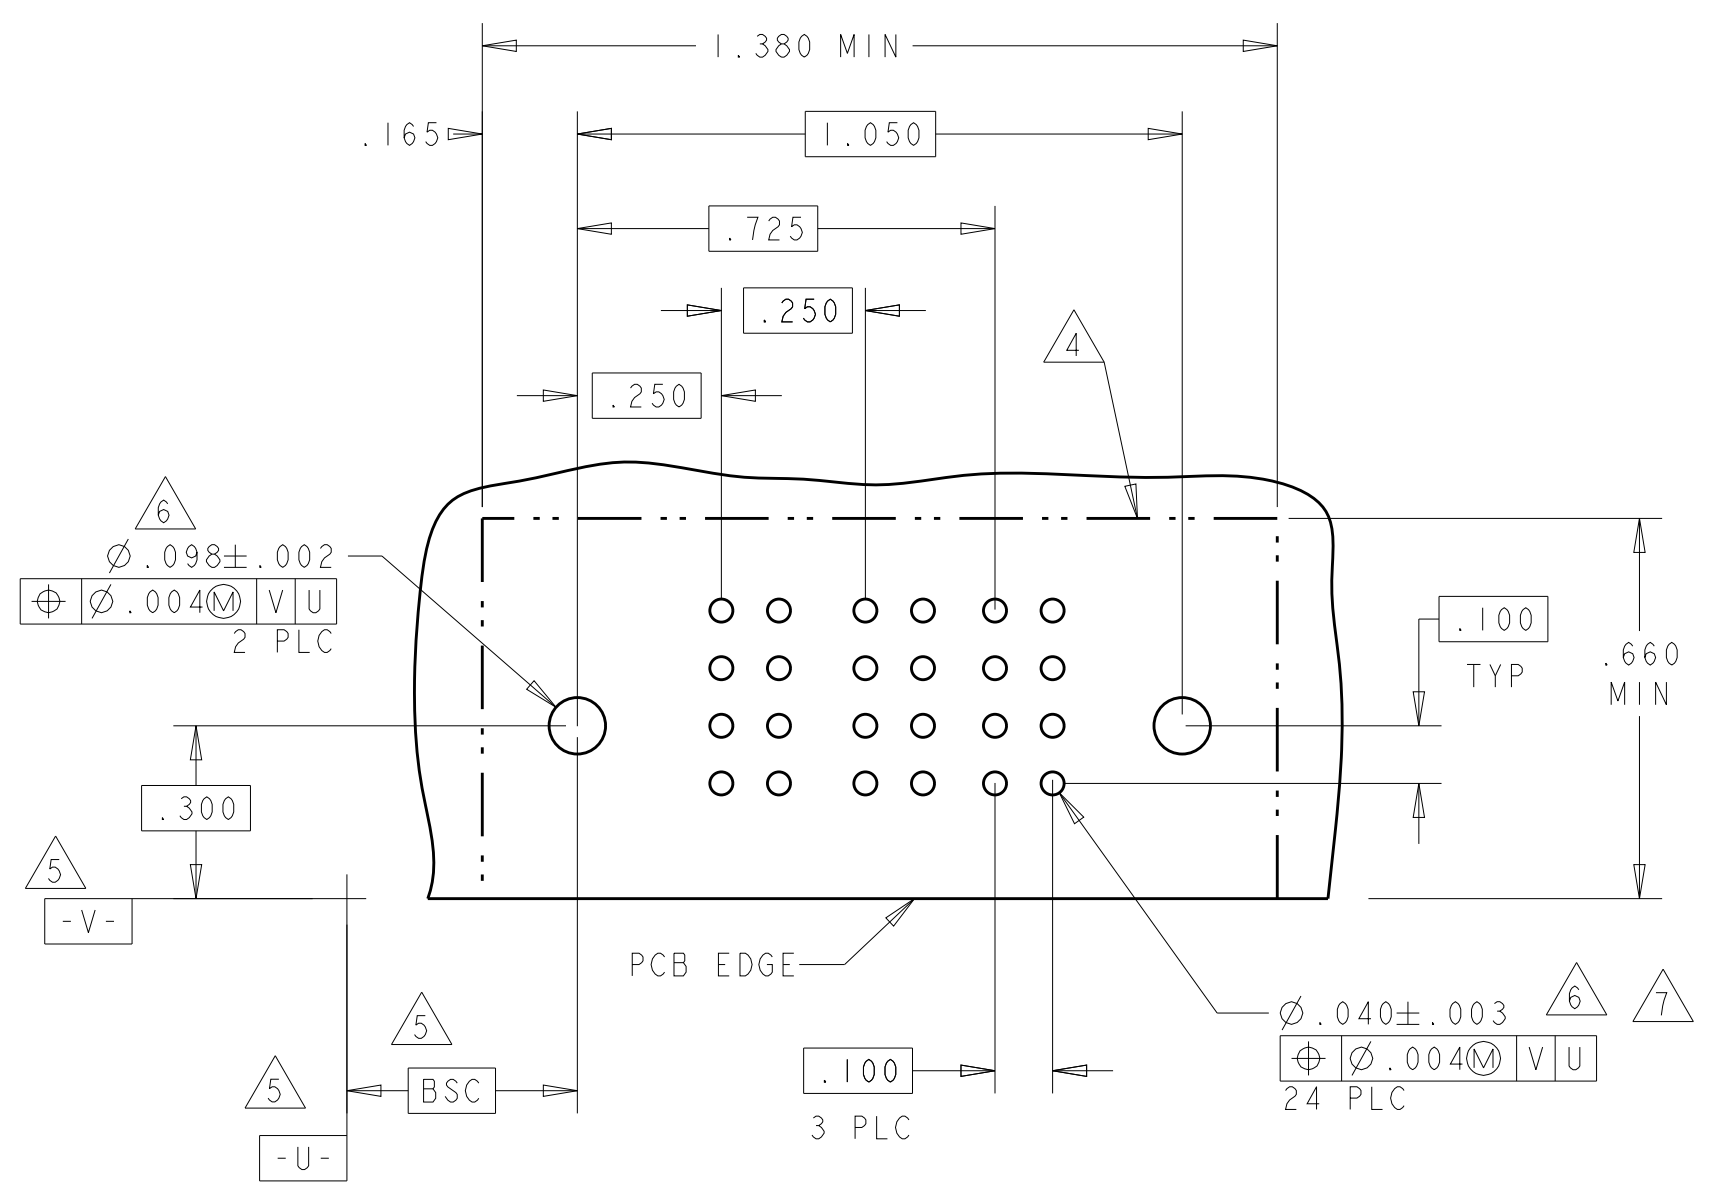 1.380 MIN
.165
1.050
.725
.250
.250
4
6
Ø.098±.002
⌖ Ø.004Ⓜ V U
2 PLC
.100
TYP
.660
MIN
.300
5
-V-
PCB EDGE
5
5
BSC
-U-
.100
3 PLC
Ø.040±.003
6
7
⌖ Ø.004Ⓜ V U
24 PLC